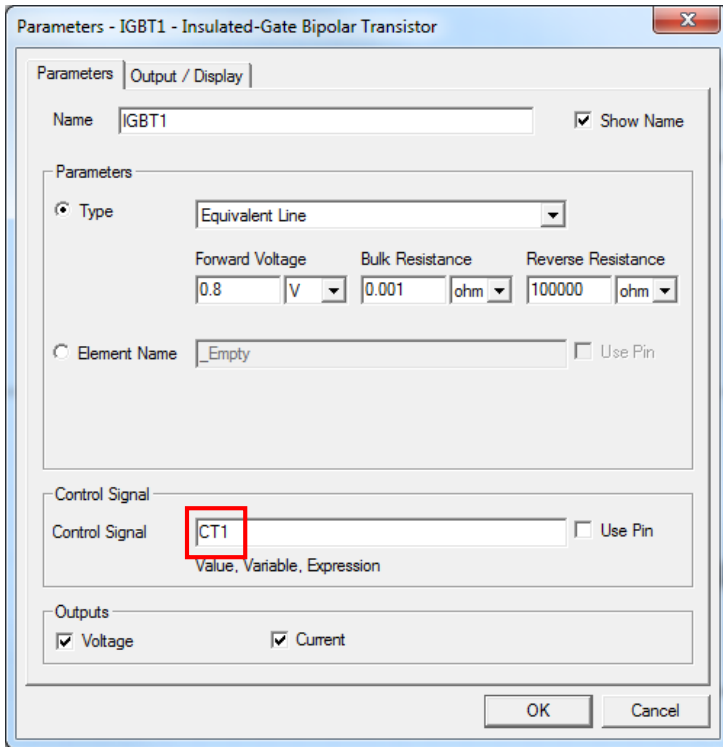 Parameters - IGBT1 - Insulated-Gate Bipolar Transistor
Parameters Output / Display
Name IGBT1 Show Name
Parameters
Type Equivalent Line
Forward Voltage Bulk Resistance Reverse Resistance
0.8 V 0.001 ohm 100000 ohm
Element Name _Empty Use Pin
Control Signal
Control Signal CT1 Use Pin
Value, Variable, Expression
Outputs
Voltage Current
OK Cancel